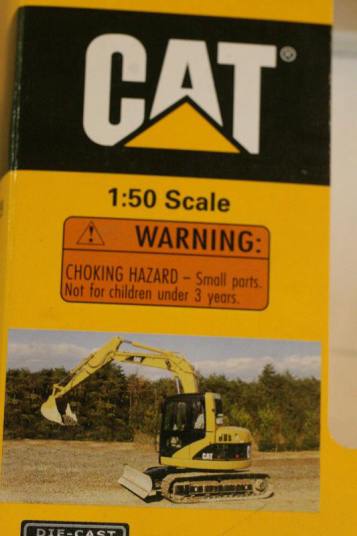 CAT®
1:50 Scale
WARNING:
CHOKING HAZARD – Small parts.
Not for children under 3 years.
CAT
DIE-CAST